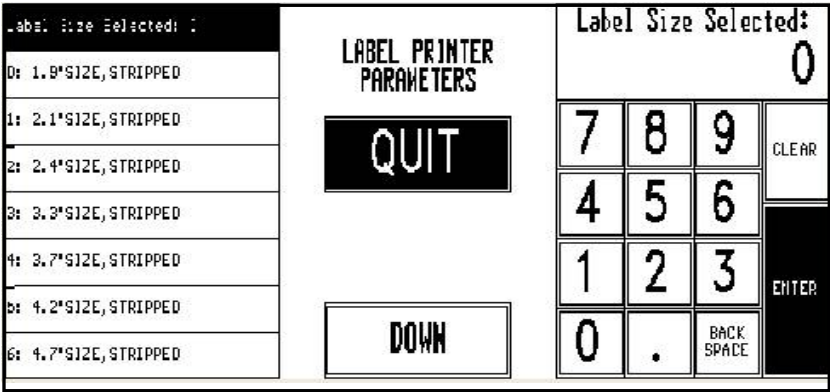 Label Size Selected:
0: 1.9"SIZE,STRIPPED
1: 2.1"SIZE,STRIPPED
2: 2.4"SIZE,STRIPPED
3: 3.3"SIZE,STRIPPED
4: 3.7"SIZE,STRIPPED
5: 4.2"SIZE,STRIPPED
6: 4.7"SIZE,STRIPPED
LABEL PRINTER
PARAMETERS
QUIT
DOWN
Label Size Selected:
0
7 8 9 CLEAR
4 5 6
1 2 3 ENTER
0 . BACK
SPACE